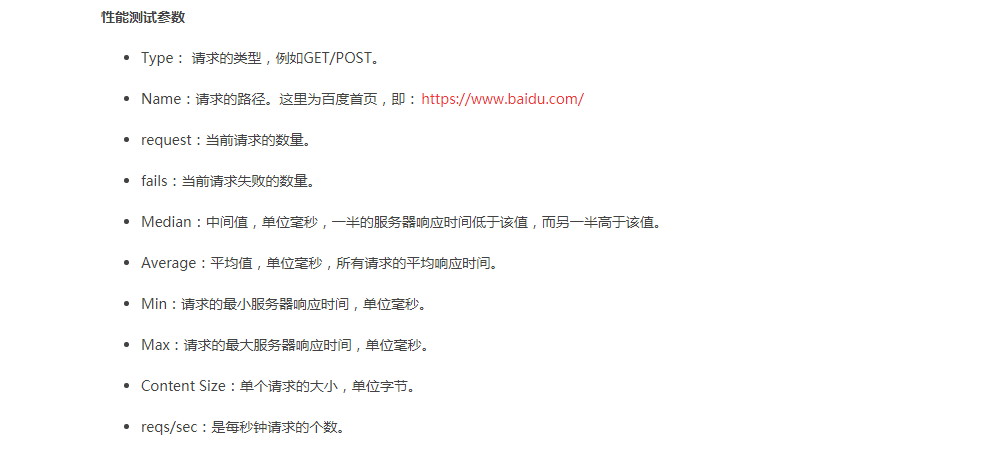 性能测试参数
Type： 请求的类型，例如GET/POST。
Name：请求的路径。这里为百度首页，即：https://www.baidu.com/
request：当前请求的数量。
fails：当前请求失败的数量。
Median：中间值，单位毫秒，一半的服务器响应时间低于该值，而另一半高于该值。
Average：平均值，单位毫秒，所有请求的平均响应时间。
Min：请求的最小服务器响应时间，单位毫秒。
Max：请求的最大服务器响应时间，单位毫秒。
Content Size：单个请求的大小，单位字节。
reqs/sec：是每秒钟请求的个数。